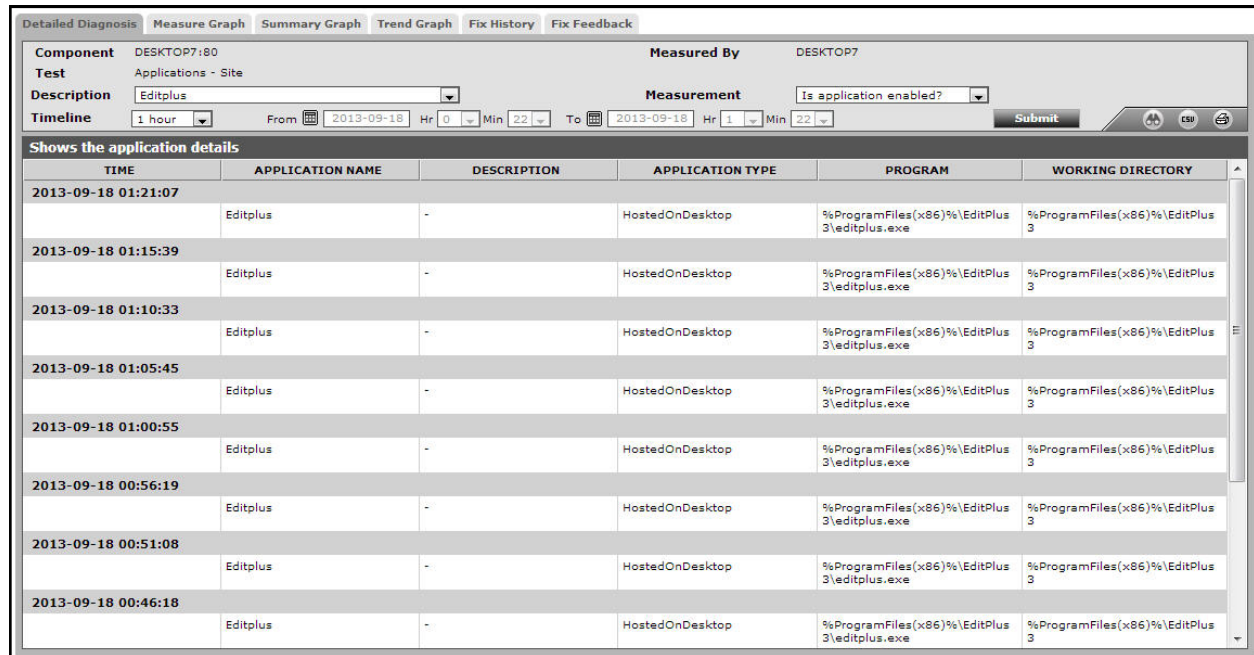 Detailed Diagnosis Measure Graph Summary Graph Trend Graph Fix History Fix Feedback
Component DESKTOP7:80 Measured By DESKTOP7
Test Applications - Site
Description Editplus Measurement Is application enabled?
Timeline 1 hour From 2013-09-18 Hr 0 Min 22 To 2013-09-18 Hr 1 Min 22 Submit CSV
Shows the application details
TIME APPLICATION NAME DESCRIPTION APPLICATION TYPE PROGRAM WORKING DIRECTORY
2013-09-18 01:21:07
Editplus - HostedOnDesktop %ProgramFiles(x86)%\EditPlus %ProgramFiles(x86)%\EditPlus
3\editplus.exe 3
2013-09-18 01:15:39
Editplus - HostedOnDesktop %ProgramFiles(x86)%\EditPlus %ProgramFiles(x86)%\EditPlus
3\editplus.exe 3
2013-09-18 01:10:33
Editplus - HostedOnDesktop %ProgramFiles(x86)%\EditPlus %ProgramFiles(x86)%\EditPlus
3\editplus.exe 3
2013-09-18 01:05:45
Editplus - HostedOnDesktop %ProgramFiles(x86)%\EditPlus %ProgramFiles(x86)%\EditPlus
3\editplus.exe 3
2013-09-18 01:00:55
Editplus - HostedOnDesktop %ProgramFiles(x86)%\EditPlus %ProgramFiles(x86)%\EditPlus
3\editplus.exe 3
2013-09-18 00:56:19
Editplus - HostedOnDesktop %ProgramFiles(x86)%\EditPlus %ProgramFiles(x86)%\EditPlus
3\editplus.exe 3
2013-09-18 00:51:08
Editplus - HostedOnDesktop %ProgramFiles(x86)%\EditPlus %ProgramFiles(x86)%\EditPlus
3\editplus.exe 3
2013-09-18 00:46:18
Editplus - HostedOnDesktop %ProgramFiles(x86)%\EditPlus %ProgramFiles(x86)%\EditPlus
3\editplus.exe 3